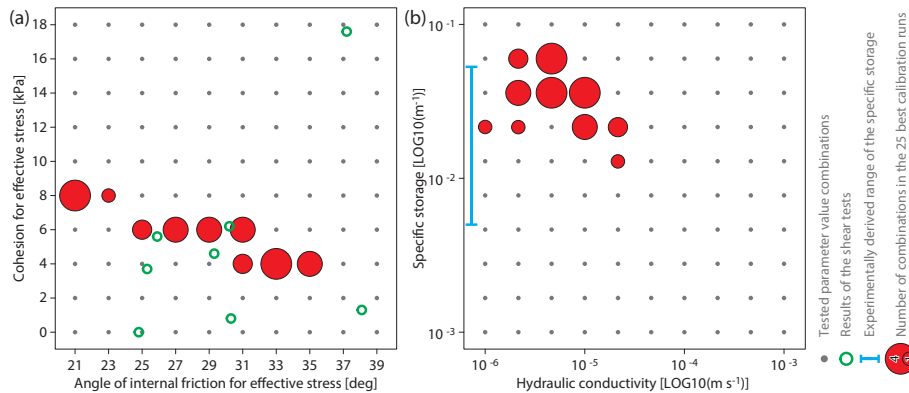 (a)
Cohesion for effective stress [kPa]
18
16
14
12
10
8
6
4
2
0
21 23 25 27 29 31 33 35 37 39
Angle of internal friction for effective stress [deg]
(b)
Specific storage [LOG10(m⁻¹)]
10⁻¹
10⁻²
10⁻³
10⁻⁶ 10⁻⁵ 10⁻⁴ 10⁻³
Hydraulic conductivity [LOG10(m s⁻¹)]
Tested parameter value combinations
Results of the shear tests
Experimentally derived range of the specific storage
Number of combinations in the 25 best calibration runs
4